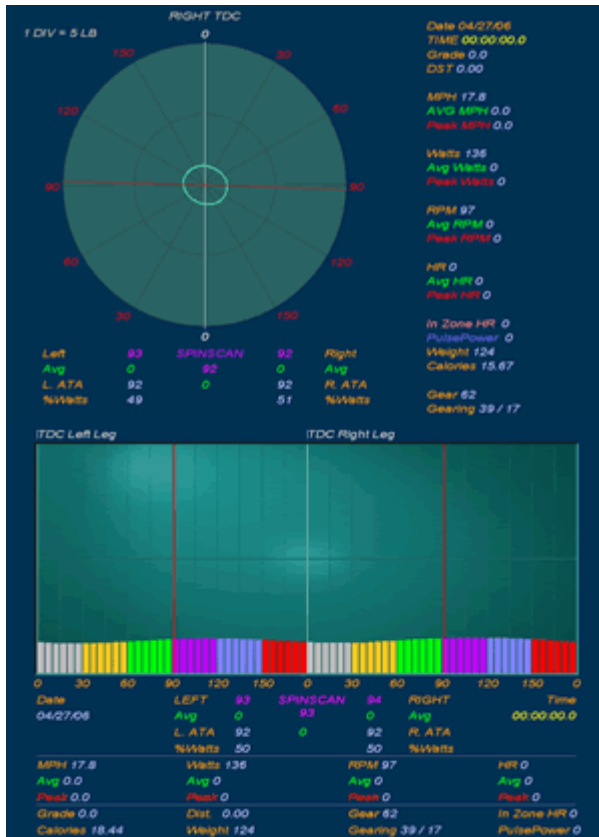 RIGHT TDC
1 DIV = 5 LB
0
150 30
120 60
90 90
60 120
30 150
0
Date 04/27/06
TIME 00:00:00.0
Grade 0.0
DST 0.00
MPH 17.8
AVG MPH 0.0
Peak MPH 0.0
Watts 136
Avg Watts 0
Peak Watts 0
RPM 97
Avg RPM 0
Peak RPM 0
HR 0
Avg HR 0
Peak HR 0
In Zone HR 0
PulsePower 0
Weight 124
Calories 15.67
Gear 62
Gearing 39 / 17
Left 93 SPINSCAN 92 Right
Avg 0 92 0 Avg
L. ATA 92 0 92 R. ATA
%Watts 49 51 %Watts
TDC Left Leg TDC Right Leg
0 30 60 90 120 150 0 30 60 90 120 150 0
Date LEFT 93 SPINSCAN 94 RIGHT Time
04/27/06 Avg 0 93 0 Avg 00:00:00.0
L. ATA 92 0 92 R. ATA
%Watts 50 50 %Watts
MPH 17.8 Watts 136 RPM 97 HR 0
Avg 0.0 Avg 0 Avg 0 Avg 0
Peak 0.0 Peak 0 Peak 0 Peak 0
Grade 0.0 Dist. 0.00 Gear 62 In Zone HR 0
Calories 18.44 Weight 124 Gearing 39 / 17 PulsePower 0